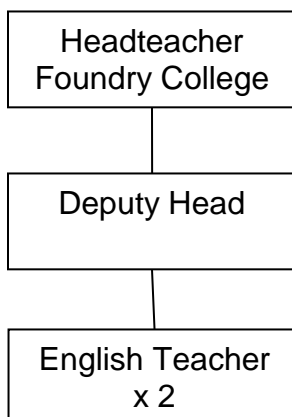 Headteacher
Foundry College
Deputy Head
English Teacher
x 2